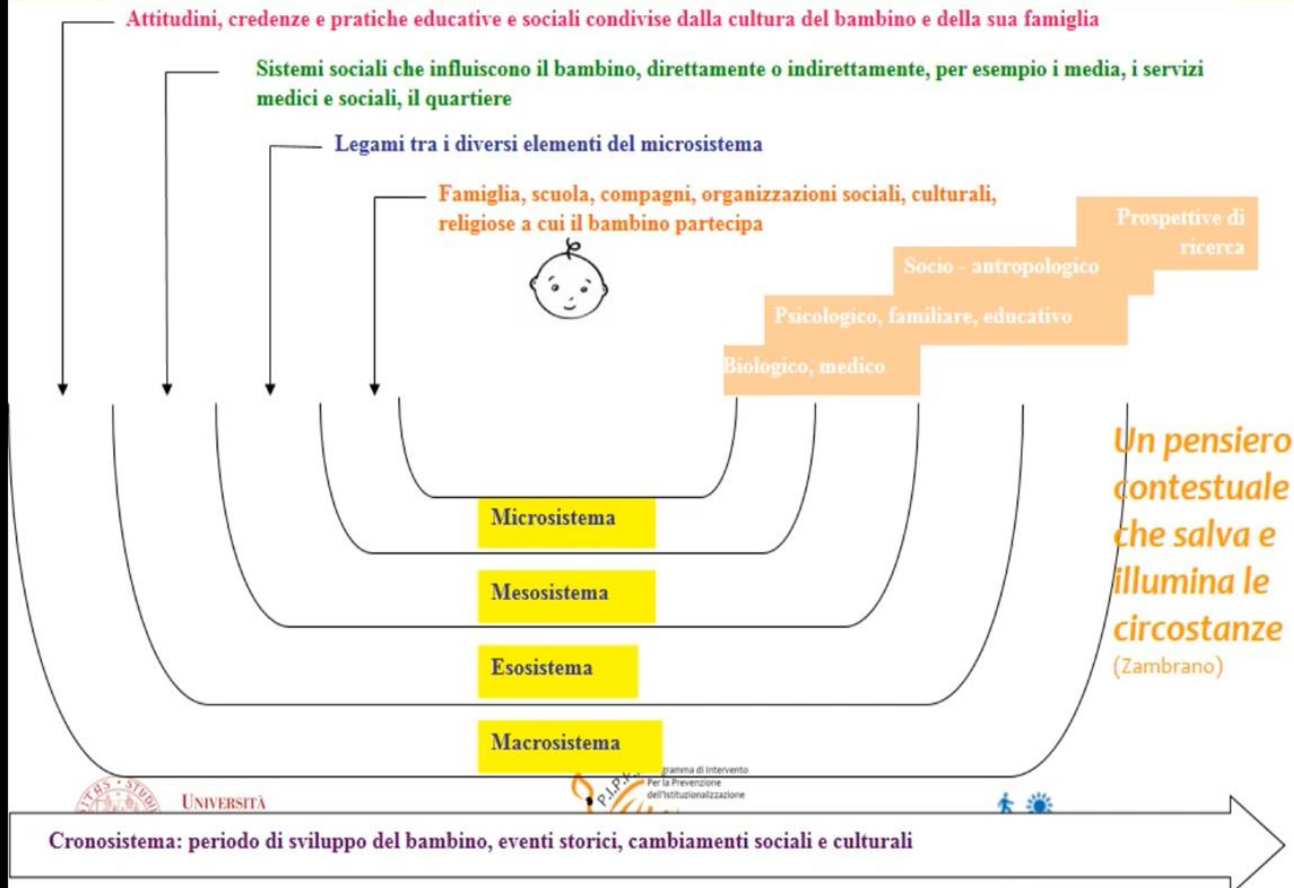 Attitudini, credenze e pratiche educative e sociali condivise dalla cultura del bambino e della sua famiglia
Sistemi sociali che influiscono il bambino, direttamente o indirettamente, per esempio i media, i servizi
medici e sociali, il quartiere
Legami tra i diversi elementi del microsistema
Famiglia, scuola, compagni, organizzazioni sociali, culturali,
religiose a cui il bambino partecipa
Prospettive di
ricerca
Socio - antropologico
Psicologico, familiare, educativo
Biologico, medico
Un pensiero
contestuale
che salva e
illumina le
circostanze
(Zambrano)
Microsistema
Mesosistema
Esosistema
Macrosistema
UNIVERSITÀ
P.I.P.P.I.
di Intervento
Per la Prevenzione
dell'Istituzionalizzazione
Cronosistema: periodo di sviluppo del bambino, eventi storici, cambiamenti sociali e culturali